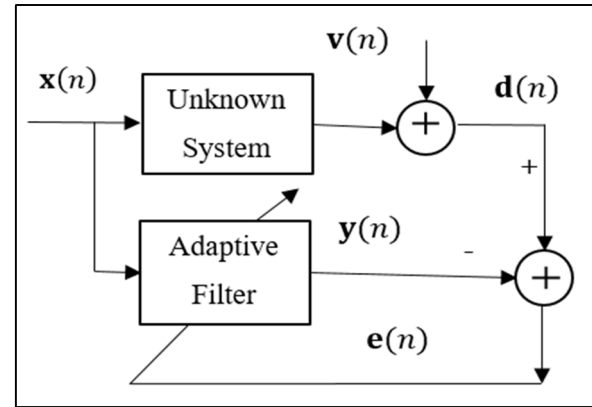 v(n)
x(n)
Unknown
System
+
d(n)
+
Adaptive
Filter
y(n)
-
+
e(n)